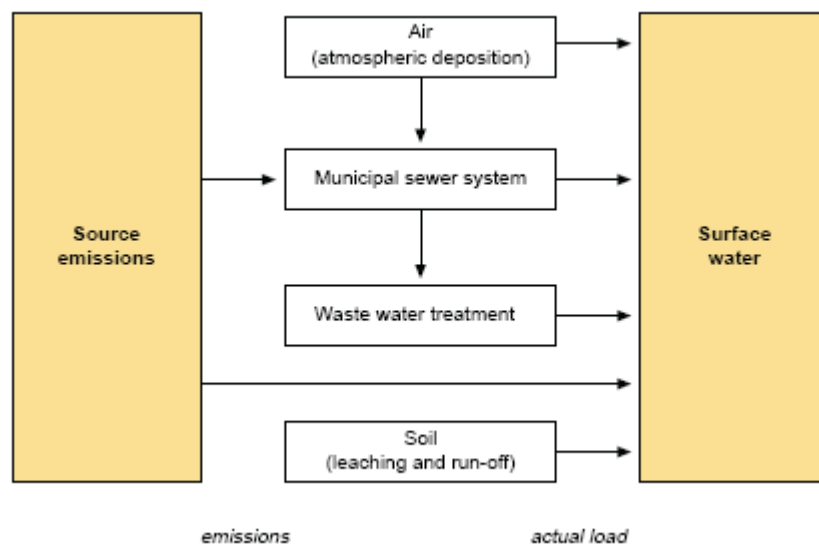 Air
(atmospheric deposition)
Municipal sewer system
Source
emissions
Surface
water
Waste water treatment
Soil
(leaching and run-off)
emissions
actual load